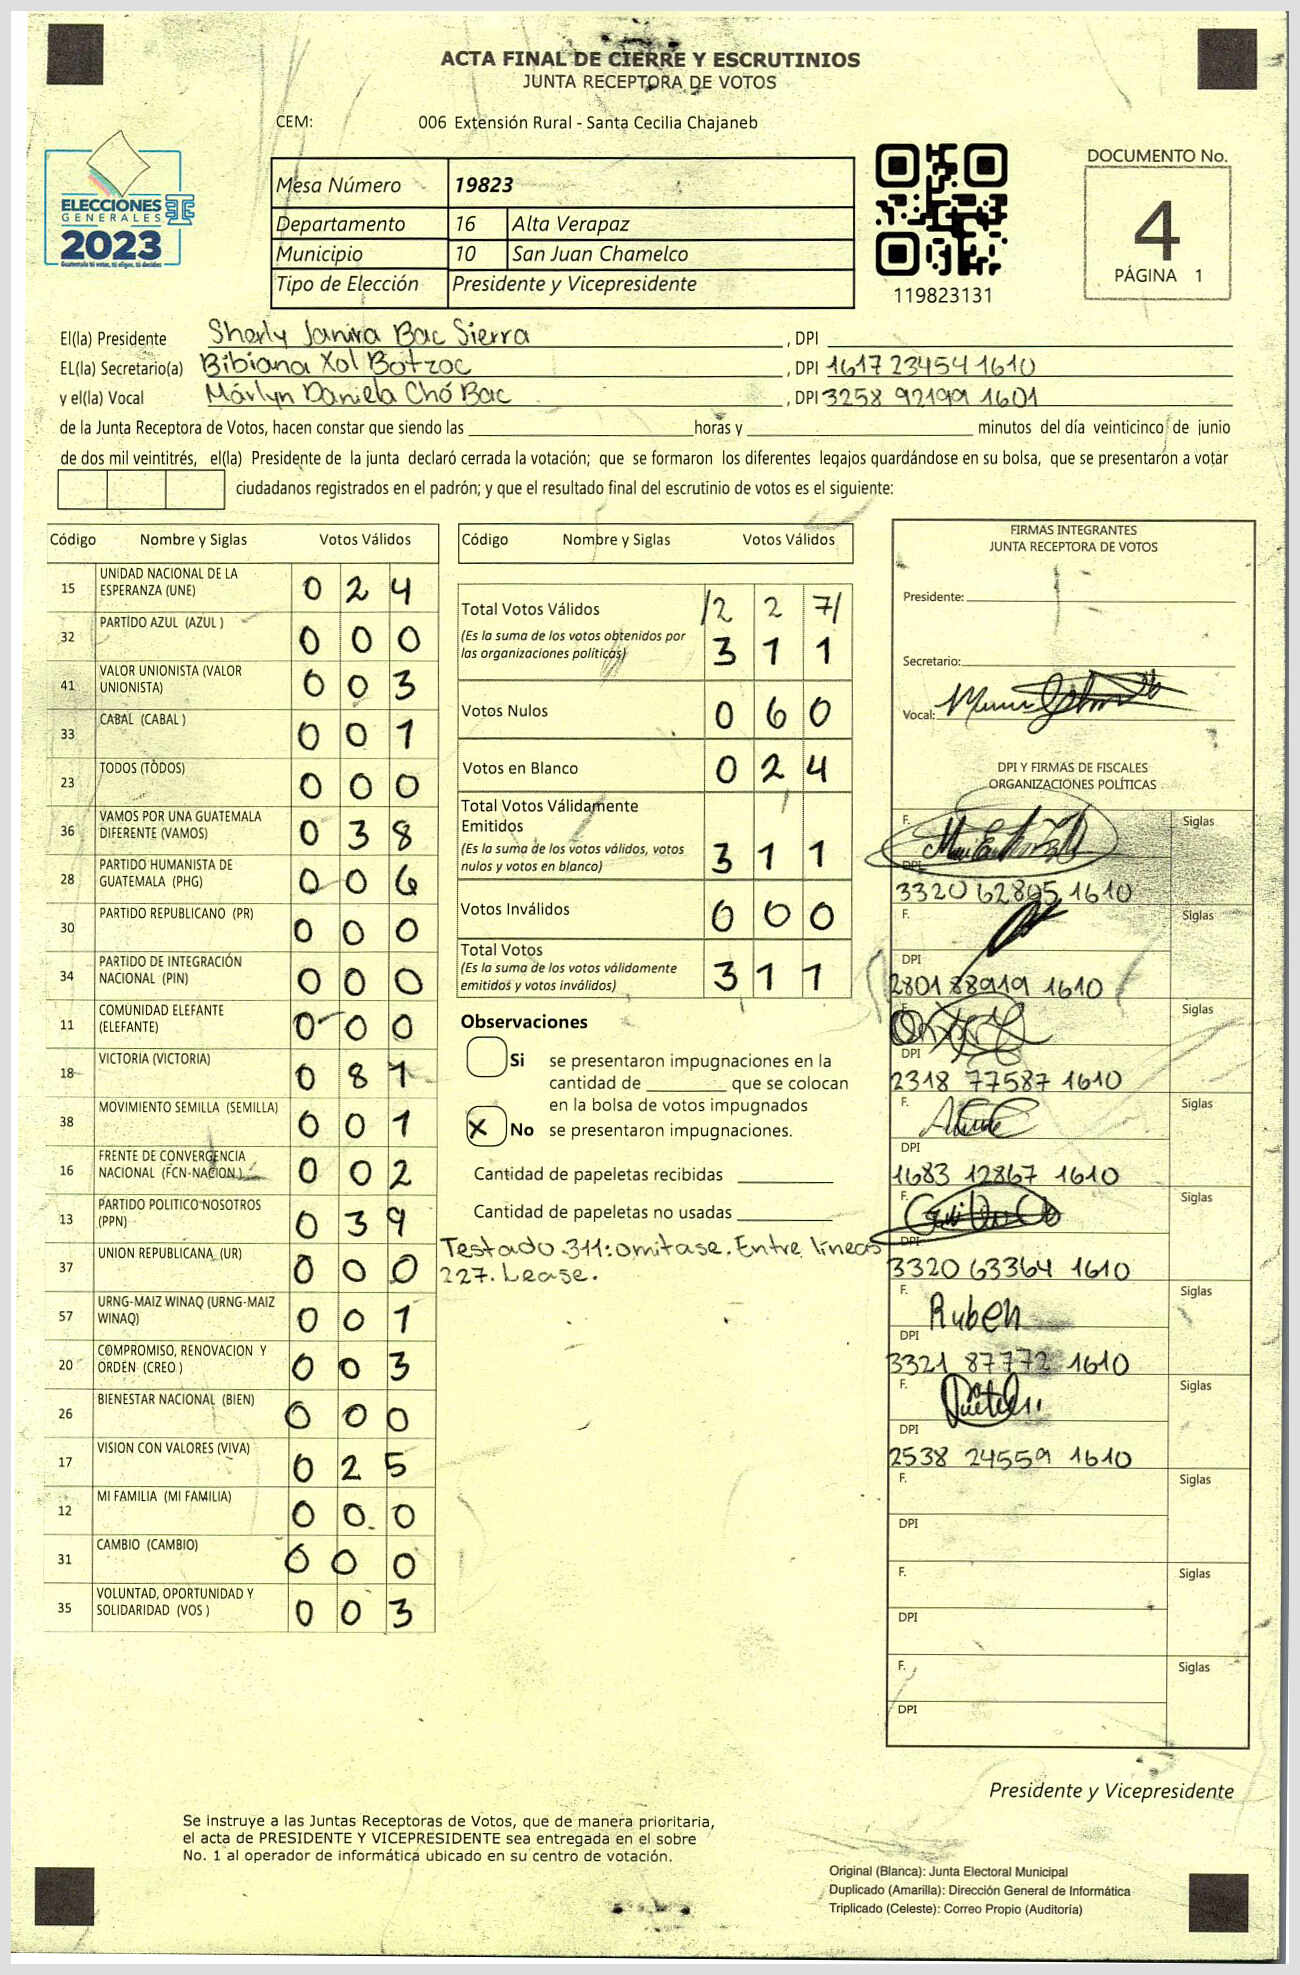 ACTA FINAL DE CIERRE Y ESCRUTINIOS
JUNTA RECEPTORA DE VOTOS
CEM: 006 Extensión Rural - Santa Cecilia Chajaneb
ELECCIONES
GENERALES
2023
Guatemala tú votas, tú eliges, tú decides
Mesa Número 19823
Departamento 16 Alta Verapaz
Municipio 10 San Juan Chamelco
Tipo de Elección Presidente y Vicepresidente
119823131
DOCUMENTO No.
4
PÁGINA 1
El(la) Presidente Sherly Janira Bac Sierra, DPI
EL(la) Secretario(a) Bibiana Xol Botzoc, DPI 1617 23454 1610
y el(la) Vocal Márlyn Daniela Chó Bac, DPI 3258 92199 1601
de la Junta Receptora de Votos, hacen constar que siendo las ____ horas y ____ minutos del día veinticinco de junio
de dos mil veintitrés, el(la) Presidente de la junta declaró cerrada la votación; que se formaron los diferentes legajos guardándose en su bolsa, que se presentaron a votar
ciudadanos registrados en el padrón; y que el resultado final del escrutinio de votos es el siguiente:
Código Nombre y Siglas Votos Válidos
15 UNIDAD NACIONAL DE LA
ESPERANZA (UNE) 0 2 4
32 PARTIDO AZUL (AZUL ) 0 0 0
41 VALOR UNIONISTA (VALOR
UNIONISTA) 0 0 3
33 CABAL (CABAL ) 0 0 1
23 TODOS (TODOS) 0 0 0
36 VAMOS POR UNA GUATEMALA
DIFERENTE (VAMOS) 0 3 8
28 PARTIDO HUMANISTA DE
GUATEMALA (PHG) 0 0 6
30 PARTIDO REPUBLICANO (PR) 0 0 0
34 PARTIDO DE INTEGRACIÓN
NACIONAL (PIN) 0 0 0
11 COMUNIDAD ELEFANTE
(ELEFANTE) 0 0 0
18 VICTORIA (VICTORIA) 0 8 1
38 MOVIMIENTO SEMILLA (SEMILLA) 0 0 1
16 FRENTE DE CONVERGENCIA
NACIONAL (FCN-NACION ) 0 0 2
13 PARTIDO POLITICO NOSOTROS
(PPN) 0 3 9
37 UNION REPUBLICANA (UR) 0 0 0
57 URNG-MAIZ WINAQ (URNG-MAIZ
WINAQ) 0 0 1
20 COMPROMISO, RENOVACION Y
ORDEN (CREO ) 0 0 3
26 BIENESTAR NACIONAL (BIEN) 0 0 0
17 VISION CON VALORES (VIVA) 0 2 5
12 MI FAMILIA (MI FAMILIA) 0 0 0
31 CAMBIO (CAMBIO) 0 0 0
35 VOLUNTAD, OPORTUNIDAD Y
SOLIDARIDAD (VOS ) 0 0 3
Código Nombre y Siglas Votos Válidos
Total Votos Válidos /2 2 7/
(Es la suma de los votos obtenidos por
las organizaciones políticas) 3 1 1
Votos Nulos 0 6 0
Votos en Blanco 0 2 4
Total Votos Válidamente
Emitidos
(Es la suma de los votos válidos, votos
nulos y votos en blanco) 3 1 1
Votos Inválidos 0 0 0
Total Votos
(Es la suma de los votos válidamente
emitidos y votos inválidos) 3 1 1
Observaciones
Si se presentaron impugnaciones en la
cantidad de ____ que se colocan
en la bolsa de votos impugnados
X No se presentaron impugnaciones.
Cantidad de papeletas recibidas
Cantidad de papeletas no usadas
Testado.311:omitase.Entre líneas
227. Lease.
FIRMAS INTEGRANTES
JUNTA RECEPTORA DE VOTOS
Presidente:
Secretario:
Vocal:
DPI Y FIRMAS DE FISCALES
ORGANIZACIONES POLÍTICAS
F. Siglas
DPI
3320 62805 1610
F. Siglas
DPI
2801 88919 1610
F. Siglas
DPI
2318 77587 1610
F. Siglas
DPI
1683 12867 1610
F. Siglas
DPI
3320 63364 1610
F. Ruben Siglas
DPI
3321 87772 1610
F. Siglas
DPI
2538 24559 1610
F. Siglas
DPI
F. Siglas
DPI
F. Siglas
DPI
Presidente y Vicepresidente
Se instruye a las Juntas Receptoras de Votos, que de manera prioritaria,
el acta de PRESIDENTE Y VICEPRESIDENTE sea entregada en el sobre
No. 1 al operador de informática ubicado en su centro de votación.
Original (Blanca): Junta Electoral Municipal
Duplicado (Amarilla): Dirección General de Informática
Triplicado (Celeste): Correo Propio (Auditoría)